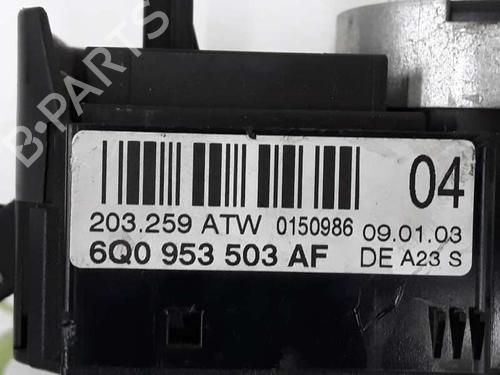 B-PARTS
04
203.259 ATW 0150986 09.01.03
6Q0 953 503 AF DE A23 S